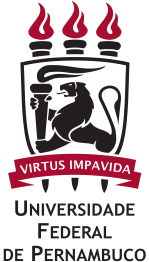 VIRTUS IMPAVIDA
UNIVERSIDADE
FEDERAL
DE PERNAMBUCO